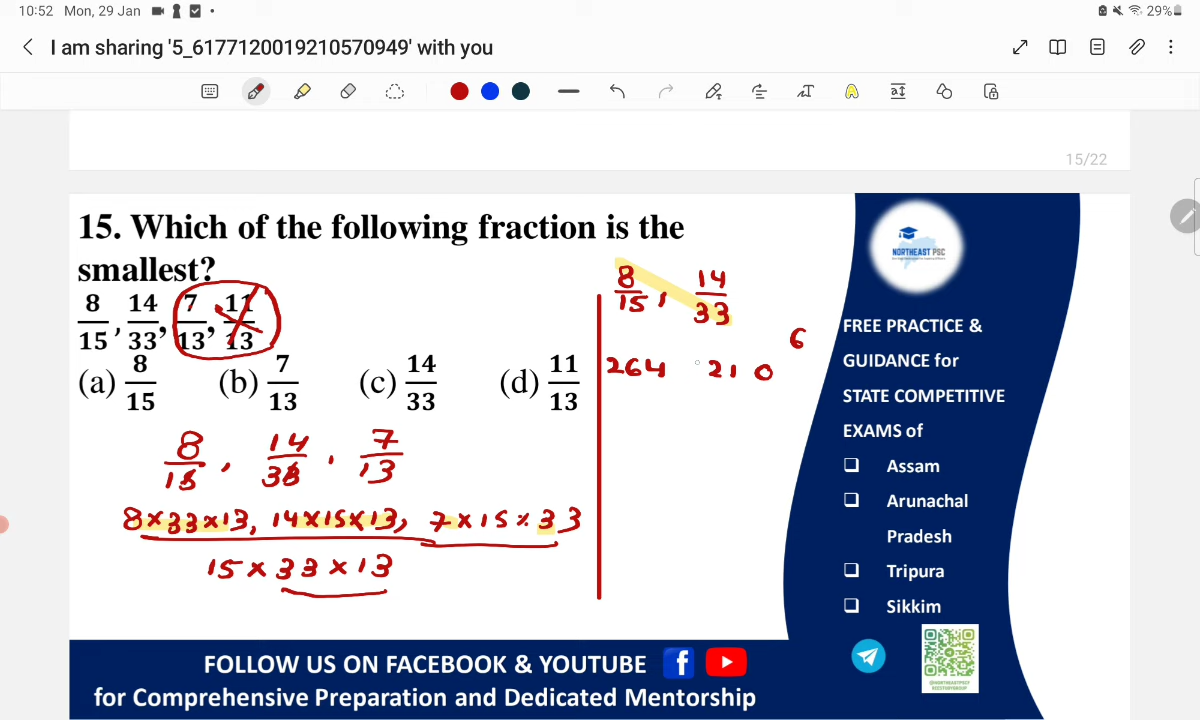 10:52 Mon, 29 Jan
29%
I am sharing '5_6177120019210570949' with you
15/22
15. Which of the following fraction is the
smallest?
8/15, 14/33, 7/13, 11/13
(a) 8/15 (b) 7/13 (c) 14/33 (d) 11/13
8/15, 14/33, 7/13
8×33×13, 14×15×13, 7×15×33
15×33×13
8/15, 14/33
6
264 210
NORTHEAST PSC
FREE PRACTICE &
GUIDANCE for
STATE COMPETITIVE
EXAMS of
Assam
Arunachal
Pradesh
Tripura
Sikkim
FOLLOW US ON FACEBOOK & YOUTUBE
for Comprehensive Preparation and Dedicated Mentorship